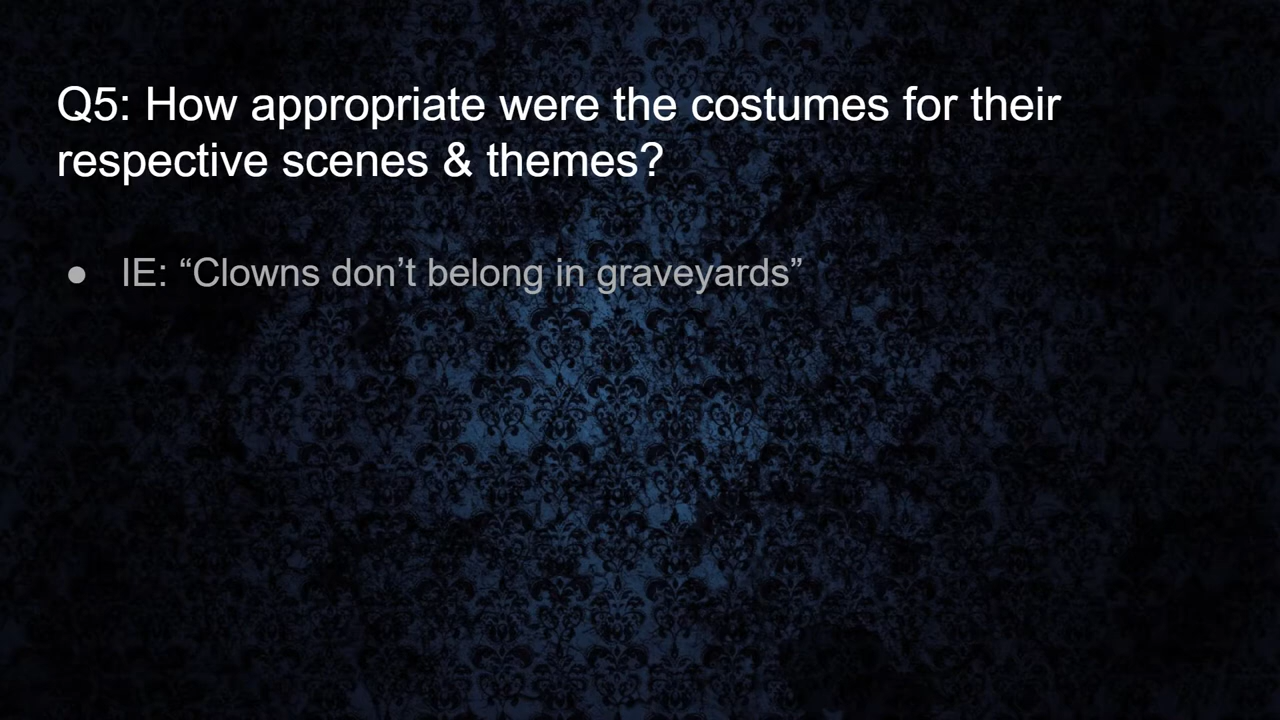 Q5: How appropriate were the costumes for their
respective scenes & themes?
● IE: “Clowns don’t belong in graveyards”